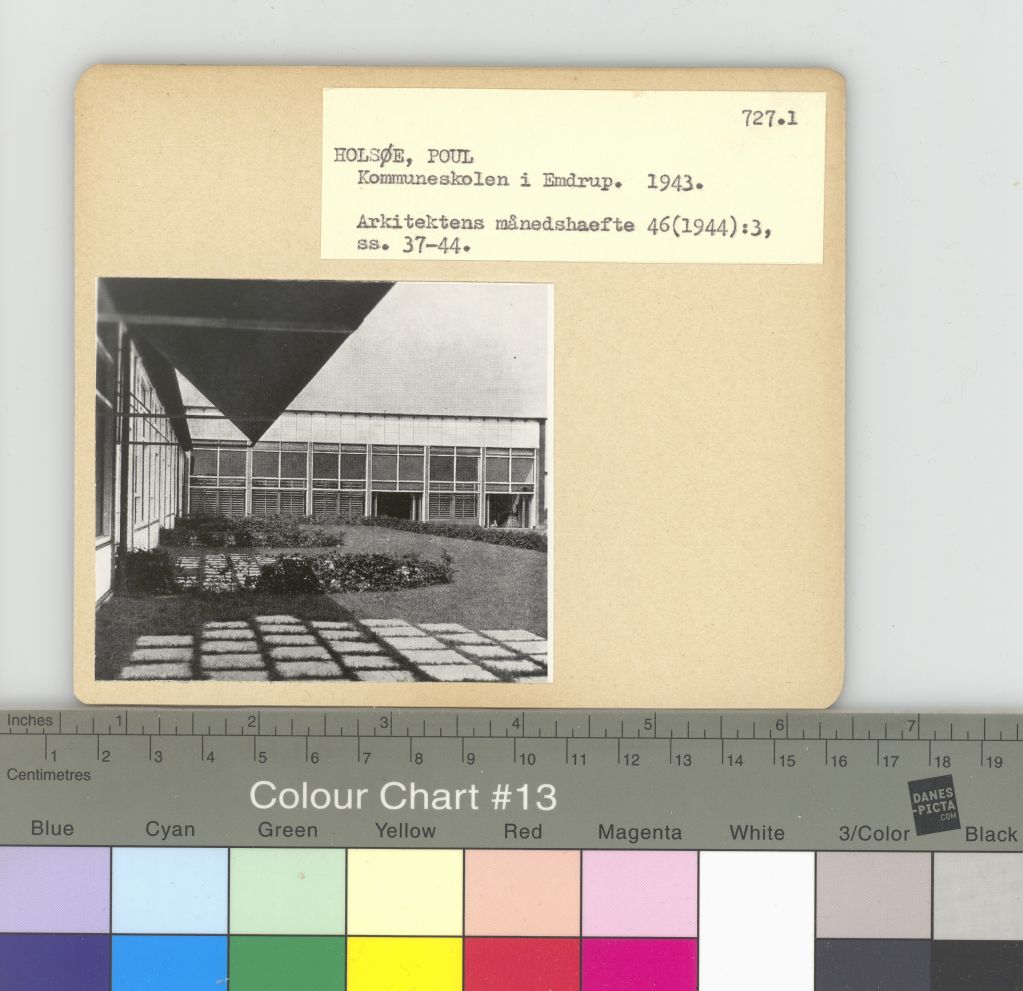 727.1
HOLSØE, POUL
Kommuneskolen i Emdrup. 1943.
Arkitektens månedshaefte 46(1944):3,
ss. 37-44.
Inches 1 2 3 4 5 6 7
1 2 3 4 5 6 7 8 9 10 11 12 13 14 15 16 17 18 19
Centimetres
Colour Chart #13
DANES
-PICTA
.COM
Blue Cyan Green Yellow Red Magenta White 3/Color Black